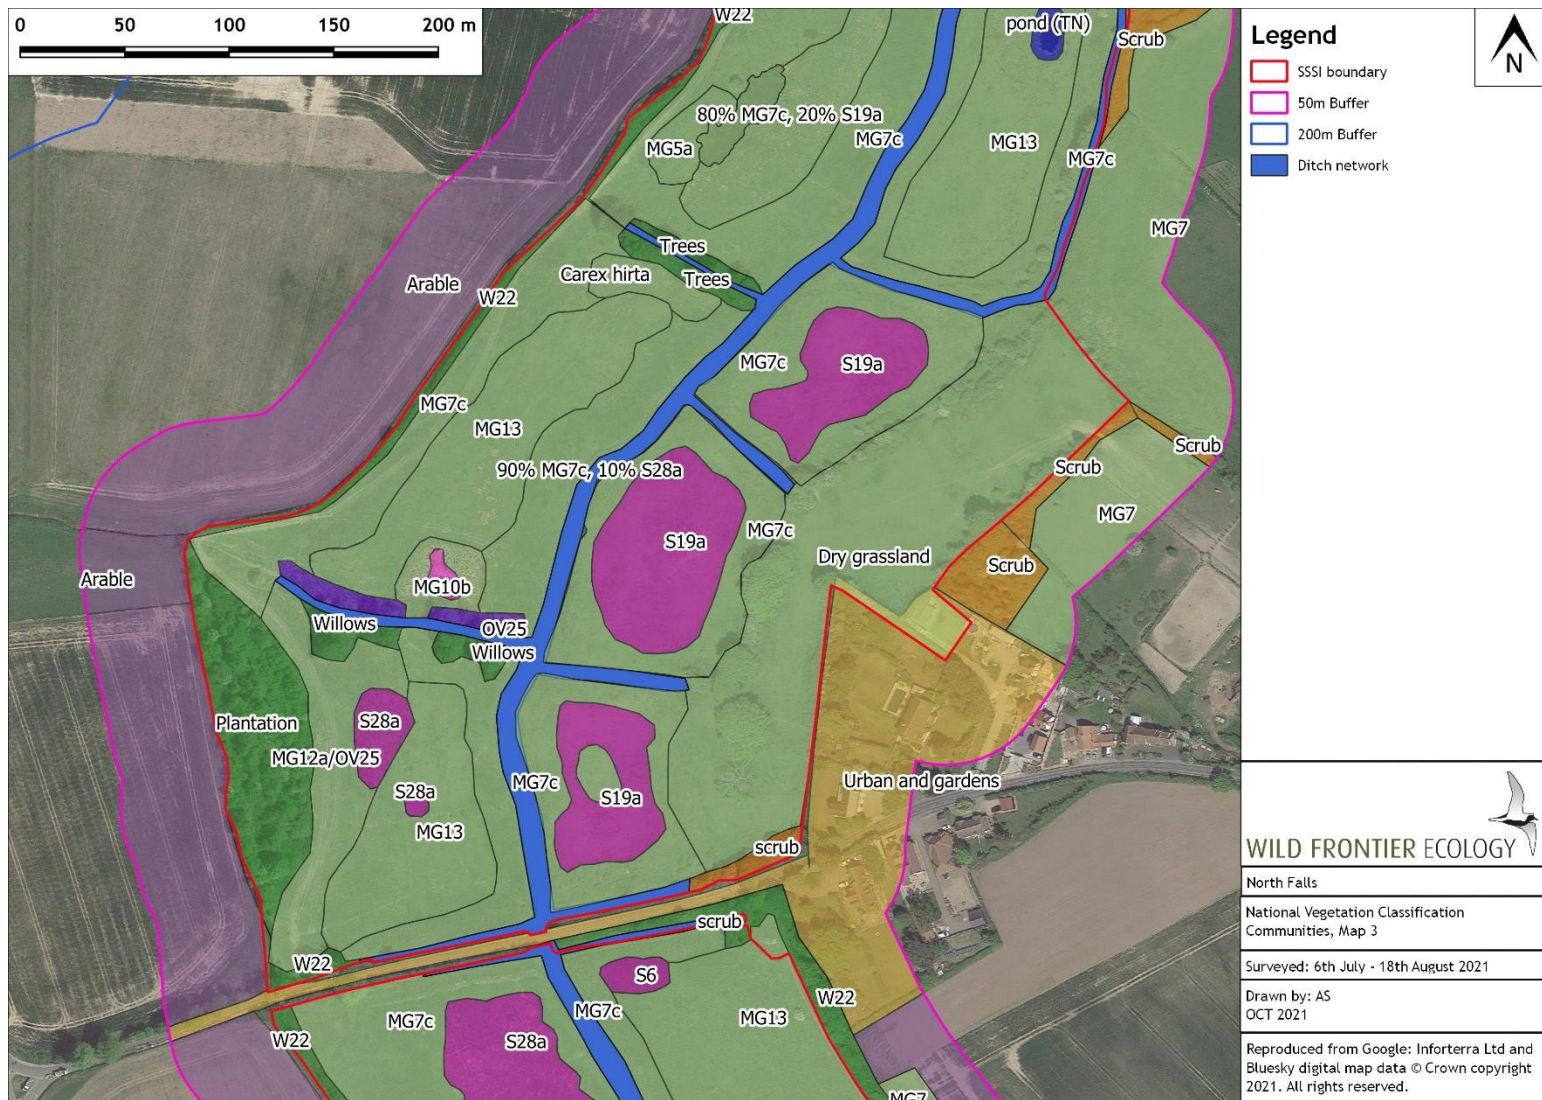 0 50 100 150 200 m
W22
pond (TN)
Scrub
80% MG7c, 20% S19a
MG7c
MG5a
MG13
MG7c
MG7
Trees
Carex hirta
Trees
Arable
W22
MG7c
S19a
MG7c
MG13
Scrub
Scrub
90% MG7c, 10% S28a
MG7
MG7c
S19a
Dry grassland
Scrub
Arable
MG10b
Willows
OV25
Willows
Plantation
S28a
MG12a/OV25
MG7c
Urban and gardens
S28a
S19a
MG13
scrub
scrub
W22
S6
W22
MG7c
MG7c
MG13
W22
S28a
MG7
Legend
SSSI boundary
50m Buffer
200m Buffer
Ditch network
N
WILD FRONTIER ECOLOGY
North Falls
National Vegetation Classification
Communities, Map 3
Surveyed: 6th July - 18th August 2021
Drawn by: AS
OCT 2021
Reproduced from Google: Inforterra Ltd and
Bluesky digital map data © Crown copyright
2021. All rights reserved.